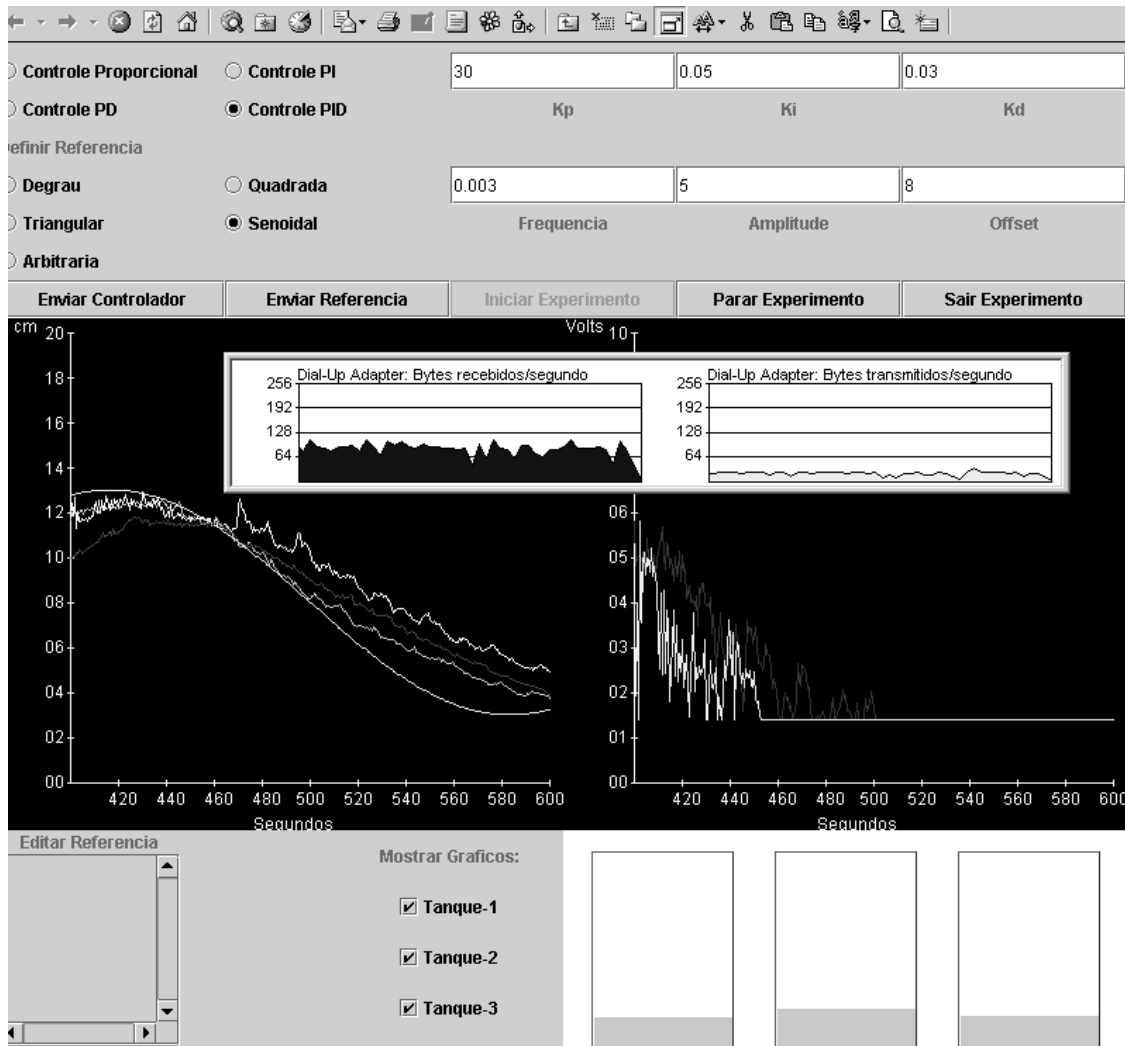 Controle Proporcional Controle PI 30 0.05 0.03
Controle PD Controle PID Kp Ki Kd
efinir Referencia
Degrau Quadrada 0.003 5 8
Triangular Senoidal Frequencia Amplitude Offset
Arbitraria
Enviar Controlador Enviar Referencia Iniciar Experimento Parar Experimento Sair Experimento
cm 20 Volts 10
Dial-Up Adapter: Bytes recebidos/segundo Dial-Up Adapter: Bytes transmitidos/segundo
18 256 256
192 192
16 128 128
64 64
14
12 06
10 05
08 04
06 03
04 02
02 01
00 00
420 440 460 480 500 520 540 560 580 600 420 440 460 480 500 520 540 560 580 600
Segundos Segundos
Editar Referencia
Mostrar Graficos:
Tanque-1
Tanque-2
Tanque-3